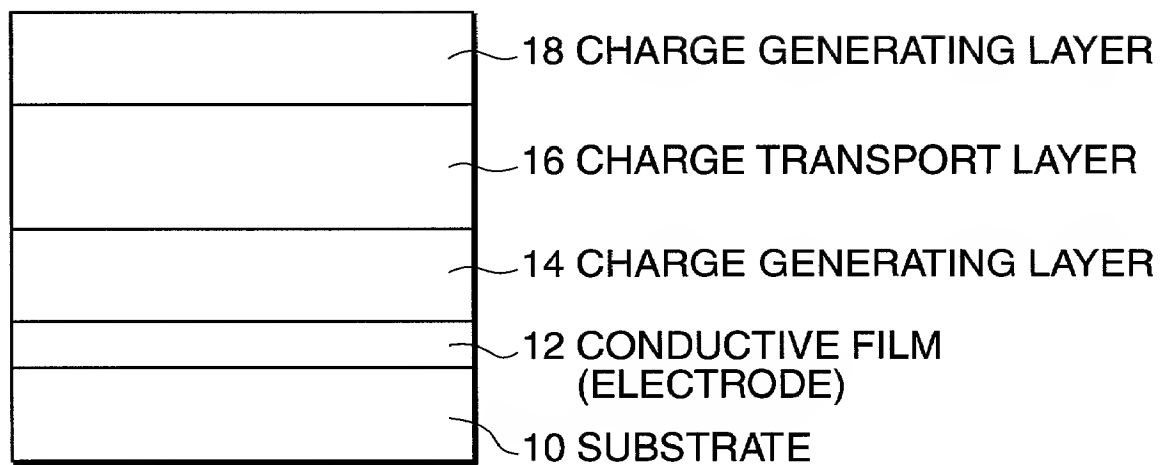 18 CHARGE GENERATING LAYER
16 CHARGE TRANSPORT LAYER
14 CHARGE GENERATING LAYER
12 CONDUCTIVE FILM
(ELECTRODE)
10 SUBSTRATE